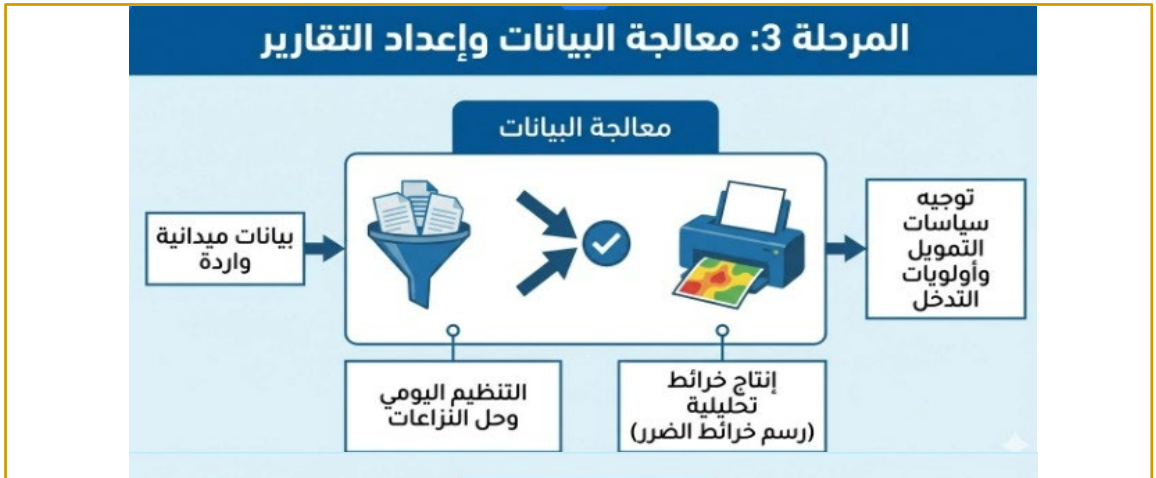 المرحلة 3: معالجة البيانات وإعداد التقارير
معالجة البيانات
بيانات ميدانية
واردة
توجيه
سياسات
التمويل
وأولويات
التدخل
التنظيم اليومي
وحل النزاعات
إنتاج خرائط
تحليلية
(رسم خرائط الضرر)